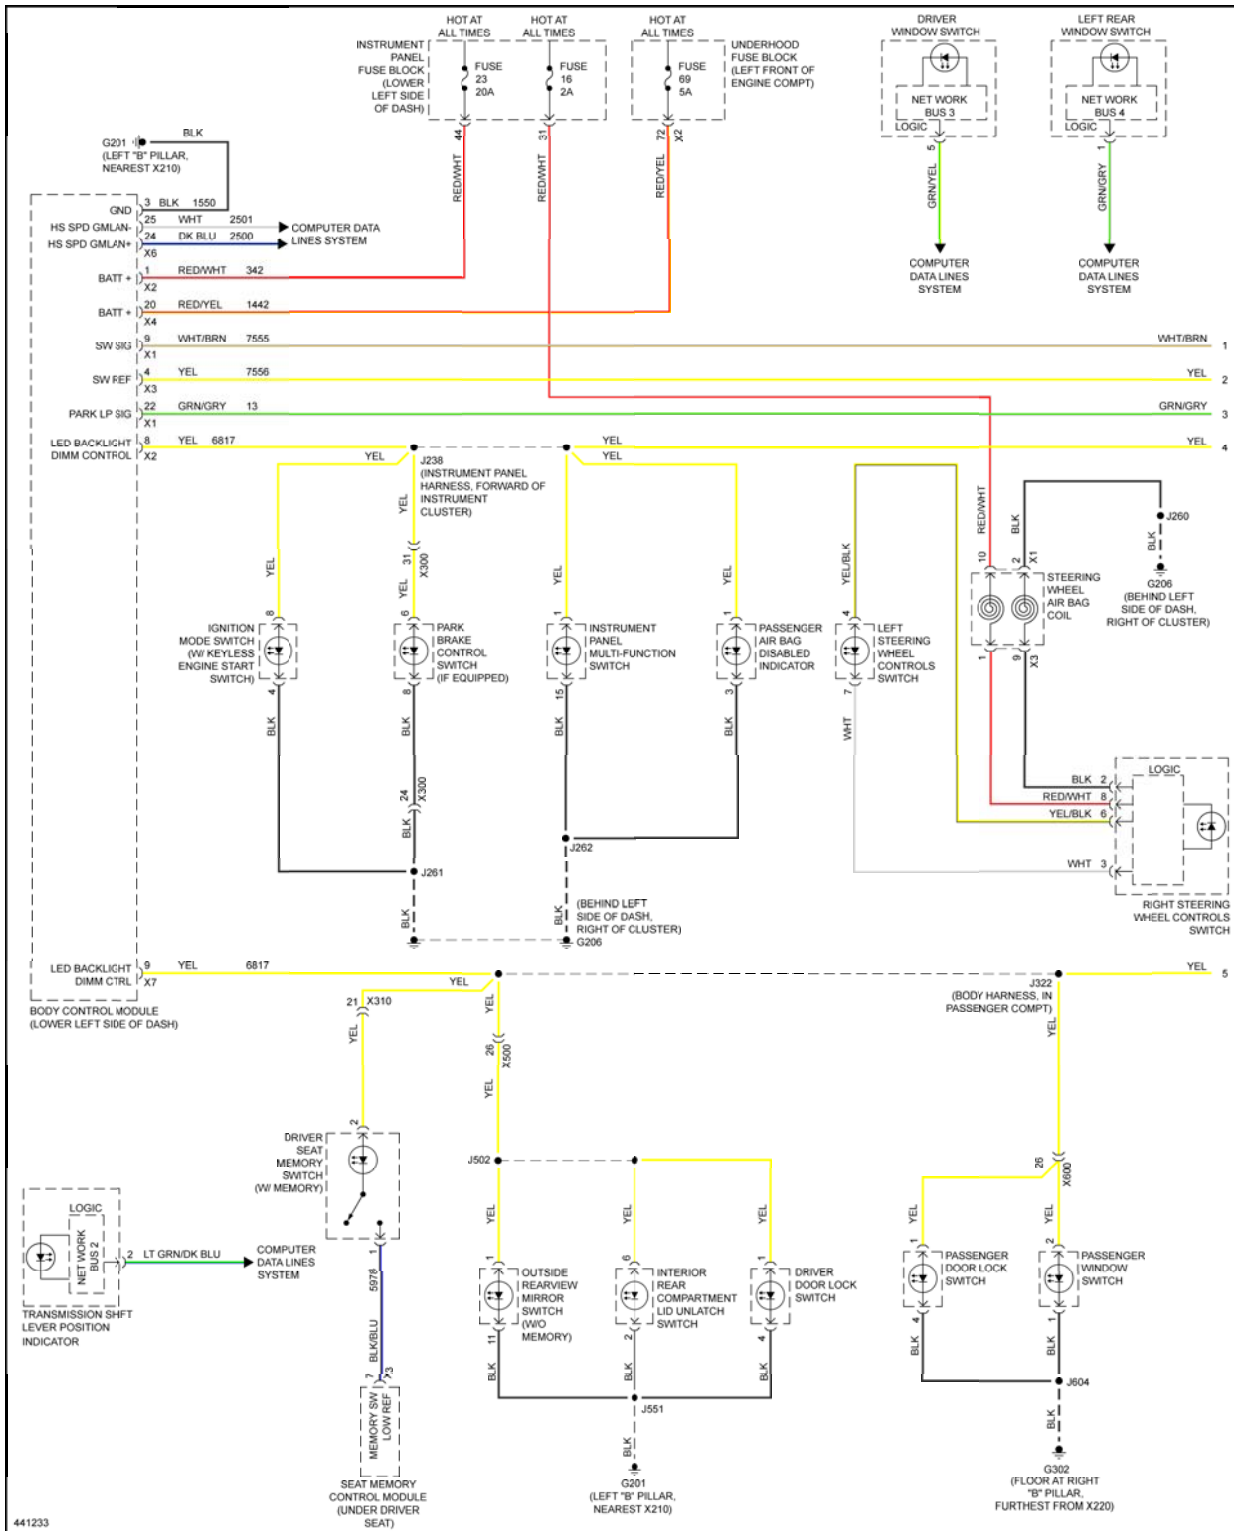 HOT AT
ALL TIMES
HOT AT
ALL TIMES
HOT AT
ALL TIMES
INSTRUMENT
PANEL
FUSE BLOCK
(LOWER
LEFT SIDE
OF DASH)
FUSE
23
20A
FUSE
16
2A
FUSE
69
5A
UNDERHOOD
FUSE BLOCK
(LEFT FRONT OF
ENGINE COMPT)
DRIVER
WINDOW SWITCH
NET WORK
BUS 3
LOGIC
LEFT REAR
WINDOW SWITCH
NET WORK
BUS 4
LOGIC
44
31
72
X2
5
1
RED/WHT
RED/WHT
RED/YEL
GRN/YEL
GRN/GRY
COMPUTER
DATA LINES
SYSTEM
COMPUTER
DATA LINES
SYSTEM
BLK
G201
(LEFT "B" PILLAR,
NEAREST X210)
GND
3 BLK 1550
HS SPD GMLAN-
25 WHT 2501
HS SPD GMLAN+
24 DK BLU 2500
X6
COMPUTER DATA
LINES SYSTEM
BATT +
1 RED/WHT 342
X2
BATT +
20 RED/YEL 1442
X4
SW SIG
9 WHT/BRN 7555
X1
WHT/BRN 1
SW REF
4 YEL 7556
X3
YEL 2
PARK LP SIG
22 GRN/GRY 13
X1
GRN/GRY 3
LED BACKLIGHT
DIMM CONTROL
8 YEL 6817
X2
YEL
YEL 4
YEL
YEL
J238
(INSTRUMENT PANEL
HARNESS, FORWARD OF
INSTRUMENT
CLUSTER)
YEL
31
X300
YEL
YEL
YEL
YEL
YEL/BLK
RED/WHT
BLK
J260
BLK
G206
(BEHIND LEFT
SIDE OF DASH,
RIGHT OF CLUSTER)
10
2
X1
STEERING
WHEEL
AIR BAG
COIL
1
9
X3
8
IGNITION
MODE SWITCH
(W/ KEYLESS
ENGINE START
SWITCH)
4
6
PARK
BRAKE
CONTROL
SWITCH
(IF EQUIPPED)
8
1
INSTRUMENT
PANEL
MULTI-FUNCTION
SWITCH
15
1
PASSENGER
AIR BAG
DISABLED
INDICATOR
3
4
LEFT
STEERING
WHEEL
CONTROLS
SWITCH
7
BLK
BLK
BLK
BLK
WHT
24
X300
BLK
J261
J262
BLK
BLK
(BEHIND LEFT
SIDE OF DASH,
RIGHT OF CLUSTER)
G206
LOGIC
BLK 2
RED/WHT 8
YEL/BLK 6
WHT 3
RIGHT STEERING
WHEEL CONTROLS
SWITCH
LED BACKLIGHT
DIMM CTRL
9 YEL 6817
X7
YEL 5
BODY CONTROL MODULE
(LOWER LEFT SIDE OF DASH)
YEL
21 X310
YEL
YEL
26
X500
YEL
J322
(BODY HARNESS, IN
PASSENGER COMPT)
YEL
2
DRIVER
SEAT
MEMORY
SWITCH
(W/ MEMORY)
1
5978
BLK/BLU
7
X3
MEMORY SW
LOW REF
SEAT MEMORY
CONTROL MODULE
(UNDER DRIVER
SEAT)
LOGIC
NET WORK
BUS 2
2 LT GRN/DK BLU
COMPUTER
DATA LINES
SYSTEM
TRANSMISSION SHFT
LEVER POSITION
INDICATOR
J502
YEL
YEL
YEL
1
OUTSIDE
REARVIEW
MIRROR
SWITCH
(W/O
MEMORY)
11
6
INTERIOR
REAR
COMPARTMENT
LID UNLATCH
SWITCH
2
1
DRIVER
DOOR LOCK
SWITCH
4
BLK
BLK
BLK
J551
BLK
G201
(LEFT "B" PILLAR,
NEAREST X210)
26
X600
YEL
YEL
1
PASSENGER
DOOR LOCK
SWITCH
4
2
PASSENGER
WINDOW
SWITCH
1
BLK
BLK
J604
BLK
G302
(FLOOR AT RIGHT
"B" PILLAR,
FURTHEST FROM X220)
441233